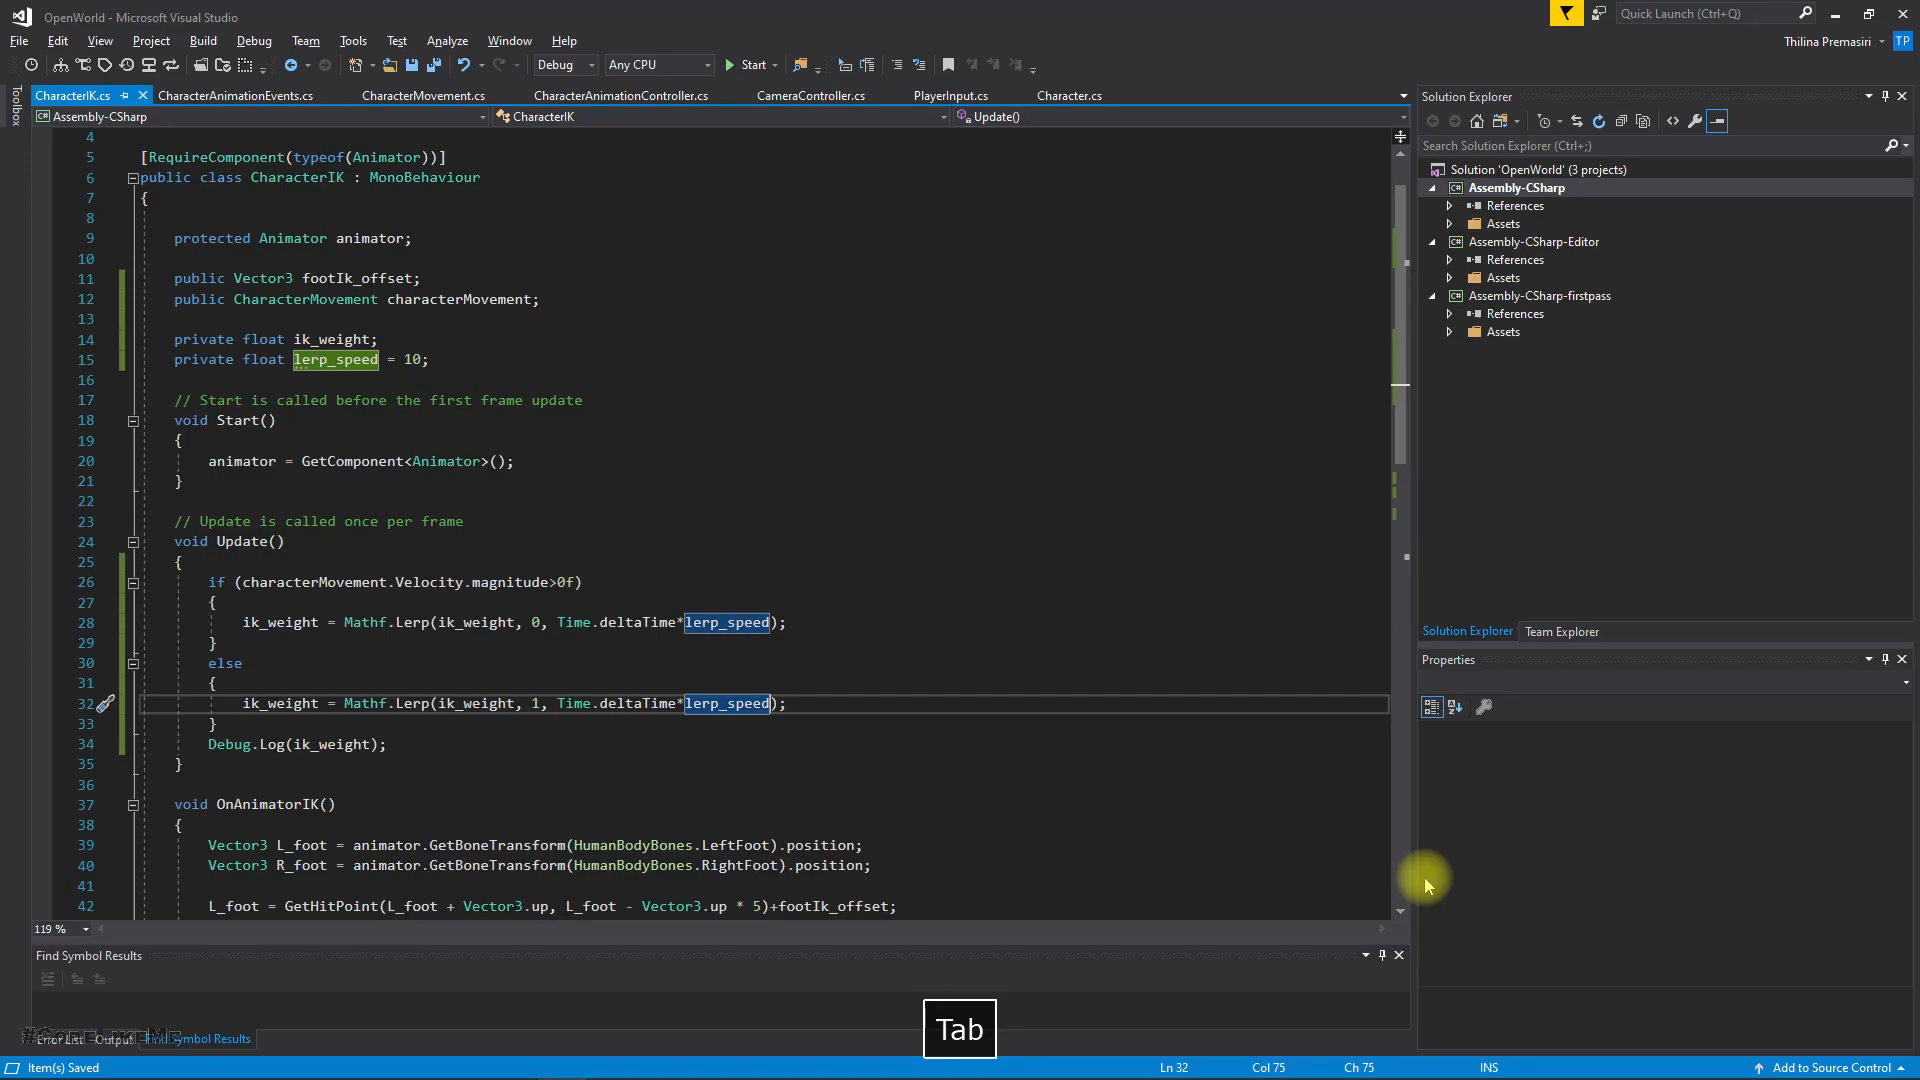 OpenWorld - Microsoft Visual Studio
Quick Launch (Ctrl+Q)
File Edit View Project Build Debug Team Tools Test Analyze Window Help
Thilina Premasiri TP
Debug Any CPU Start
Toolbox
CharacterIK.cs CharacterAnimationEvents.cs CharacterMovement.cs CharacterAnimationController.cs CameraController.cs PlayerInput.cs Character.cs
Assembly-CSharp CharacterIK Update()
4
5 [RequireComponent(typeof(Animator))]
6 public class CharacterIK : MonoBehaviour
7 {
8
9 protected Animator animator;
10
11 public Vector3 footIk_offset;
12 public CharacterMovement characterMovement;
13
14 private float ik_weight;
15 private float lerp_speed = 10;
16
17 // Start is called before the first frame update
18 void Start()
19 {
20 animator = GetComponent<Animator>();
21 }
22
23 // Update is called once per frame
24 void Update()
25 {
26 if (characterMovement.Velocity.magnitude>0f)
27 {
28 ik_weight = Mathf.Lerp(ik_weight, 0, Time.deltaTime*lerp_speed);
29 }
30 else
31 {
32 ik_weight = Mathf.Lerp(ik_weight, 1, Time.deltaTime*lerp_speed);
33 }
34 Debug.Log(ik_weight);
35 }
36
37 void OnAnimatorIK()
38 {
39 Vector3 L_foot = animator.GetBoneTransform(HumanBodyBones.LeftFoot).position;
40 Vector3 R_foot = animator.GetBoneTransform(HumanBodyBones.RightFoot).position;
41
42 L_foot = GetHitPoint(L_foot + Vector3.up, L_foot - Vector3.up * 5)+footIk_offset;
119 %
Find Symbol Results
Error List Output Find Symbol Results
Tab
Solution Explorer
Search Solution Explorer (Ctrl+;)
Solution 'OpenWorld' (3 projects)
C# Assembly-CSharp
References
Assets
C# Assembly-CSharp-Editor
References
Assets
C# Assembly-CSharp-firstpass
References
Assets
Solution Explorer Team Explorer
Properties
Item(s) Saved Ln 32 Col 75 Ch 75 INS Add to Source Control